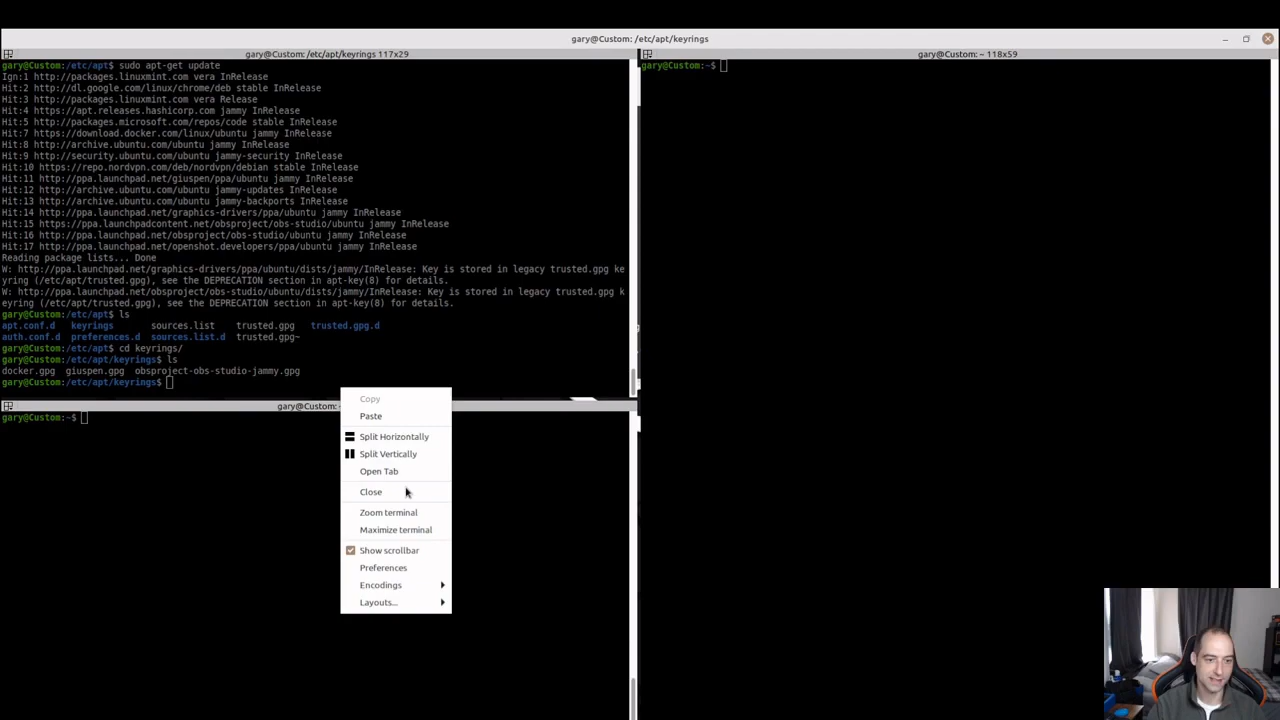 gary@Custom: /etc/apt/keyrings
gary@Custom: /etc/apt/keyrings 117x29
gary@Custom:/etc/apt$ sudo apt-get update
Ign:1 http://packages.linuxmint.com vera InRelease
Hit:2 http://dl.google.com/linux/chrome/deb stable InRelease
Hit:3 http://packages.linuxmint.com vera Release
Hit:4 https://apt.releases.hashicorp.com jammy InRelease
Hit:5 http://packages.microsoft.com/repos/code stable InRelease
Hit:7 https://download.docker.com/linux/ubuntu jammy InRelease
Hit:8 http://archive.ubuntu.com/ubuntu jammy InRelease
Hit:9 http://security.ubuntu.com/ubuntu jammy-security InRelease
Hit:10 https://repo.nordvpn.com/deb/nordvpn/debian stable InRelease
Hit:11 http://ppa.launchpad.net/giuspen/ppa/ubuntu jammy InRelease
Hit:12 http://archive.ubuntu.com/ubuntu jammy-updates InRelease
Hit:13 http://archive.ubuntu.com/ubuntu jammy-backports InRelease
Hit:14 http://ppa.launchpad.net/graphics-drivers/ppa/ubuntu jammy InRelease
Hit:15 https://ppa.launchpadcontent.net/obsproject/obs-studio/ubuntu jammy InRelease
Hit:16 http://ppa.launchpad.net/obsproject/obs-studio/ubuntu jammy InRelease
Hit:17 http://ppa.launchpad.net/openshot.developers/ppa/ubuntu jammy InRelease
Reading package lists... Done
W: http://ppa.launchpad.net/graphics-drivers/ppa/ubuntu/dists/jammy/InRelease: Key is stored in legacy trusted.gpg ke
yring (/etc/apt/trusted.gpg), see the DEPRECATION section in apt-key(8) for details.
W: http://ppa.launchpad.net/obsproject/obs-studio/ubuntu/dists/jammy/InRelease: Key is stored in legacy trusted.gpg k
eyring (/etc/apt/trusted.gpg), see the DEPRECATION section in apt-key(8) for details.
gary@Custom:/etc/apt$ ls
apt.conf.d keyrings sources.list trusted.gpg trusted.gpg.d
auth.conf.d preferences.d sources.list.d trusted.gpg~
gary@Custom:/etc/apt$ cd keyrings/
gary@Custom:/etc/apt/keyrings$ ls
docker.gpg giuspen.gpg obsproject-obs-studio-jammy.gpg
gary@Custom:/etc/apt/keyrings$
gary@Custom:
gary@Custom:~$
Copy
Paste
Split Horizontally
Split Vertically
Open Tab
Close
Zoom terminal
Maximize terminal
Show scrollbar
Preferences
Encodings
Layouts...
gary@Custom: ~ 118x59
gary@Custom:~$